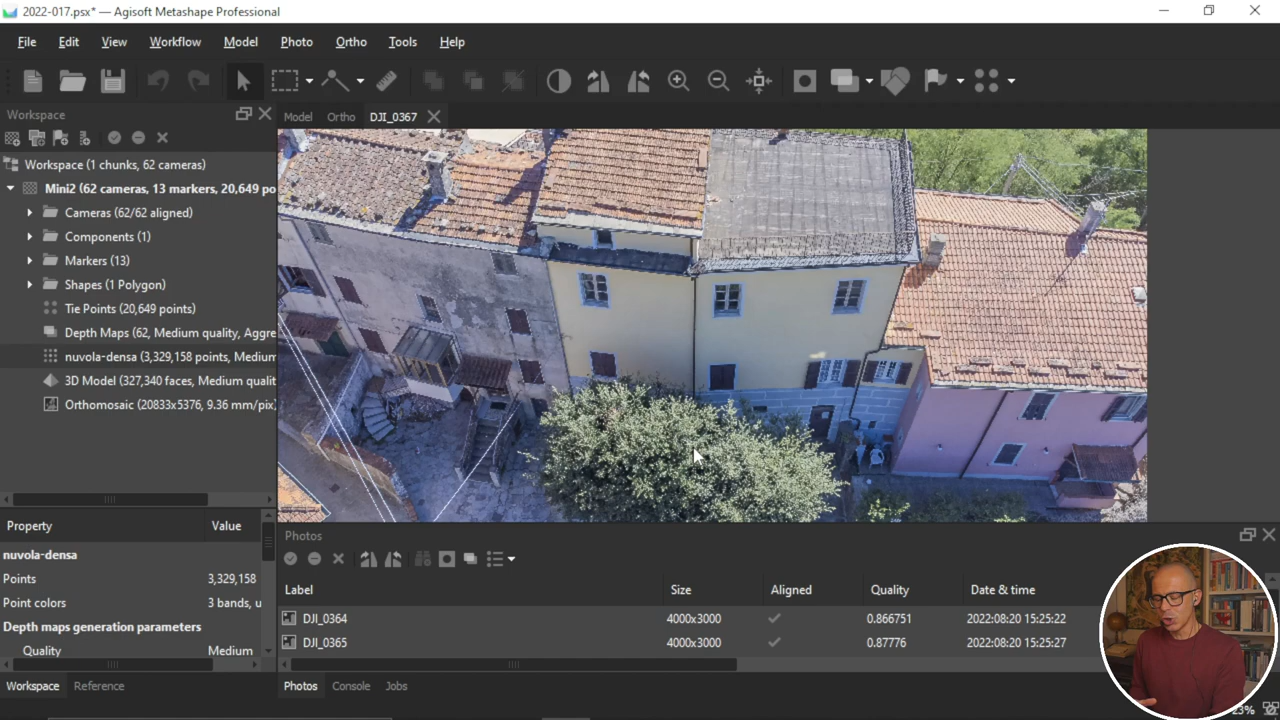 2022-017.psx* — Agisoft Metashape Professional
File Edit View Workflow Model Photo Ortho Tools Help
Workspace
Model Ortho DJI_0367
Workspace (1 chunks, 62 cameras)
Mini2 (62 cameras, 13 markers, 20,649 po
Cameras (62/62 aligned)
Components (1)
Markers (13)
Shapes (1 Polygon)
Tie Points (20,649 points)
Depth Maps (62, Medium quality, Aggre
nuvola-densa (3,329,158 points, Medium
3D Model (327,340 faces, Medium qualit
Orthomosaic (20833x5376, 9.36 mm/pix)
Property Value
nuvola-densa
Points 3,329,158
Point colors 3 bands, u
Depth maps generation parameters
Quality Medium
Workspace Reference
Photos
Label Size Aligned Quality Date & time
DJI_0364 4000x3000 0.866751 2022:08:20 15:25:22
DJI_0365 4000x3000 0.87776 2022:08:20 15:25:27
Photos Console Jobs
23%